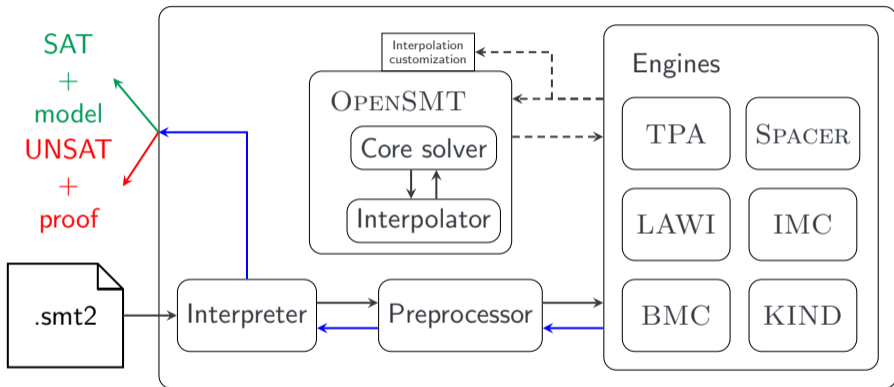 SAT
+
model
UNSAT
+
proof
.smt2
Interpolation
customization
OPENSMT
Core solver
Interpolator
Interpreter
Preprocessor
Engines
TPA
SPACER
LAWI
IMC
BMC
KIND